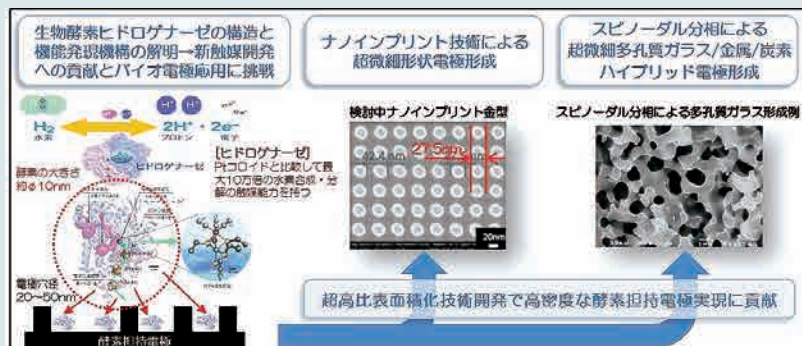 生物酵素ヒドロゲナーゼの構造と
機能発現機構の解明→新触媒開発
への貢献とバイオ電極応用に挑戦
H₂
水素
2H⁺・2e⁻
プロトン
電子
H⁺ H⁺
ヒドロゲナーゼ
酵素の大きさ
約φ10nm
[ヒドロゲナーゼ]
Ptコロイドと比較して最
大10万倍の水素合成・分
解の触媒能力を持つ
電極穴径
20～50nm
酵素担持電極
ナノインプリント技術による
超微細形状電極形成
検討中ナノインプリント金型
20nm
スピノーダル分相による
超微細多孔質ガラス/金属/炭素
ハイブリッド電極形成
スピノーダル分相による多孔質ガラス形成例
超高比表面積化技術開発で高密度な酵素担持電極実現に貢献